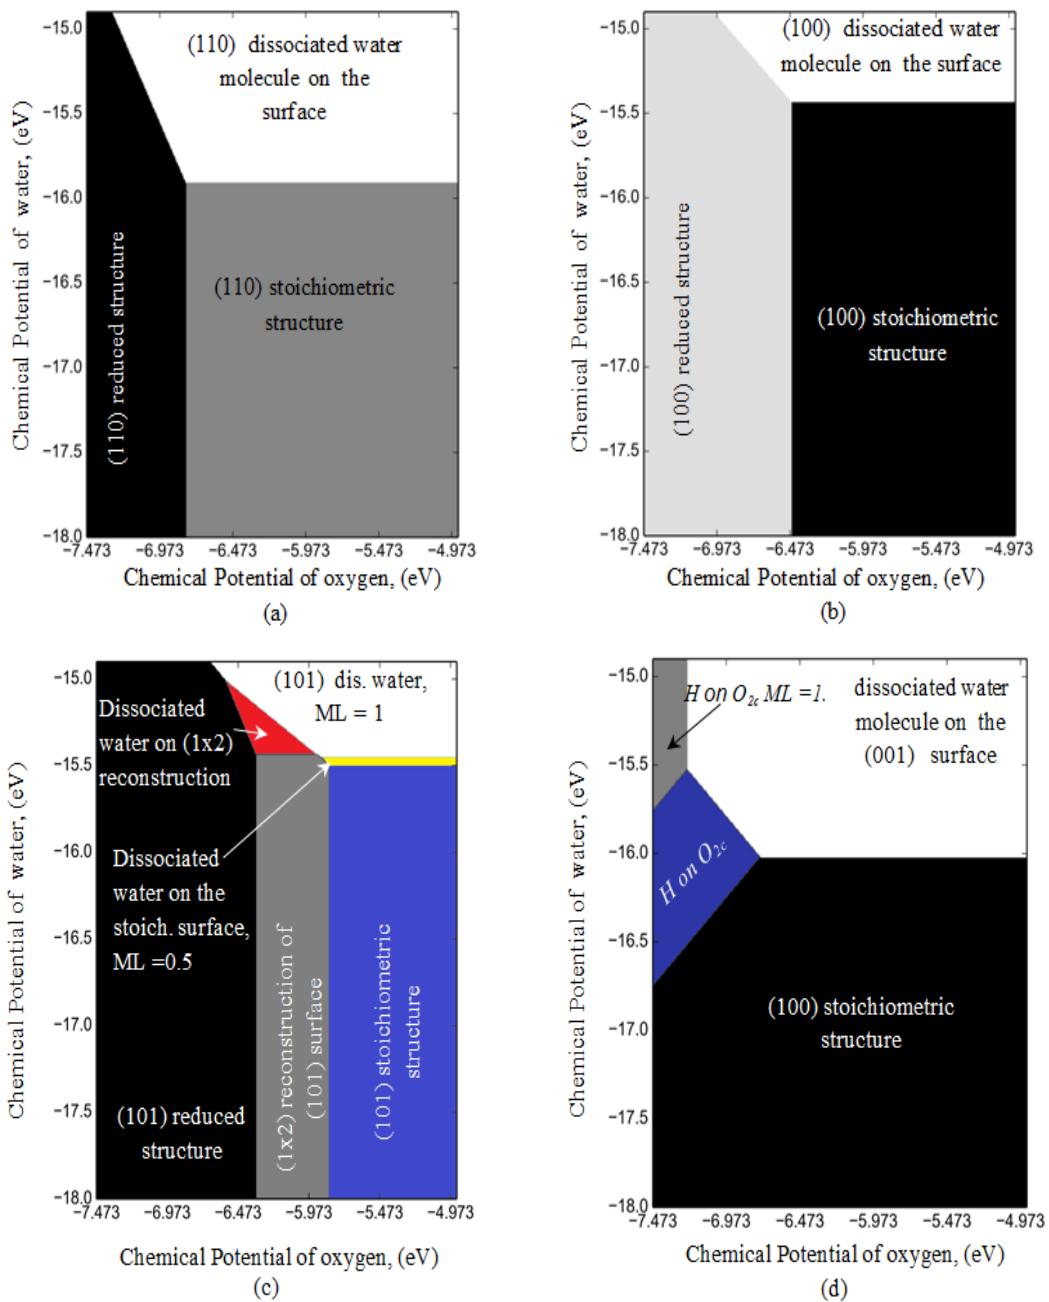 −15.0
−15.5
−16.0
−16.5
−17.0
−17.5
−18.0
−7.473 −6.973 −6.473 −5.973 −5.473 −4.973
Chemical Potential of water, (eV)
Chemical Potential of oxygen, (eV)
(a)
(110) dissociated water
molecule on the
surface
(110) reduced structure
(110) stoichiometric
structure
−15.0
−15.5
−16.0
−16.5
−17.0
−17.5
−18.0
−7.473 −6.973 −6.473 −5.973 −5.473 −4.973
Chemical Potential of water, (eV)
Chemical Potential of oxygen, (eV)
(b)
(100) dissociated water
molecule on the surface
(100) reduced structure
(100) stoichiometric
structure
−15.0
−15.5
−16.0
−16.5
−17.0
−17.5
−18.0
−7.473 −6.973 −6.473 −5.973 −5.473 −4.973
Chemical Potential of water, (eV)
Chemical Potential of oxygen, (eV)
(c)
(101) dis. water,
ML = 1
Dissociated
water on (1x2)
reconstruction
Dissociated
water on the
stoich. surface,
ML =0.5
(101) reduced
structure
(1x2) reconstruction of
(101) surface
(101) stoichiometric
structure
−15.0
−15.5
−16.0
−16.5
−17.0
−17.5
−18.0
−7.473 −6.973 −6.473 −5.973 −5.473 −4.973
Chemical Potential of water, (eV)
Chemical Potential of oxygen, (eV)
(d)
H on O2c ML =1.
dissociated water
molecule on the
(001) surface
H on O2c
(100) stoichiometric
structure